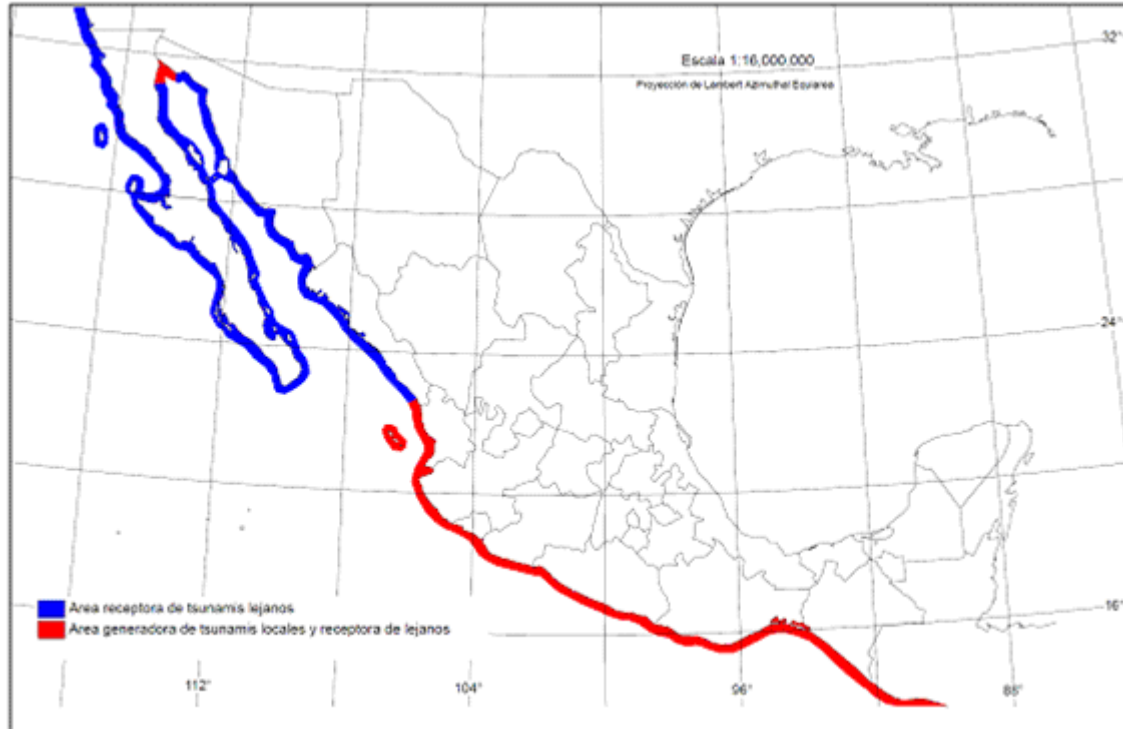 32°
Escala 1:16,000,000
Proyección de Lambert Azimuthal Equiarea
24°
Area receptora de tsunamis lejanos
Area generadora de tsunamis locales y receptora de lejanos
16°
112°
104°
96°
88°